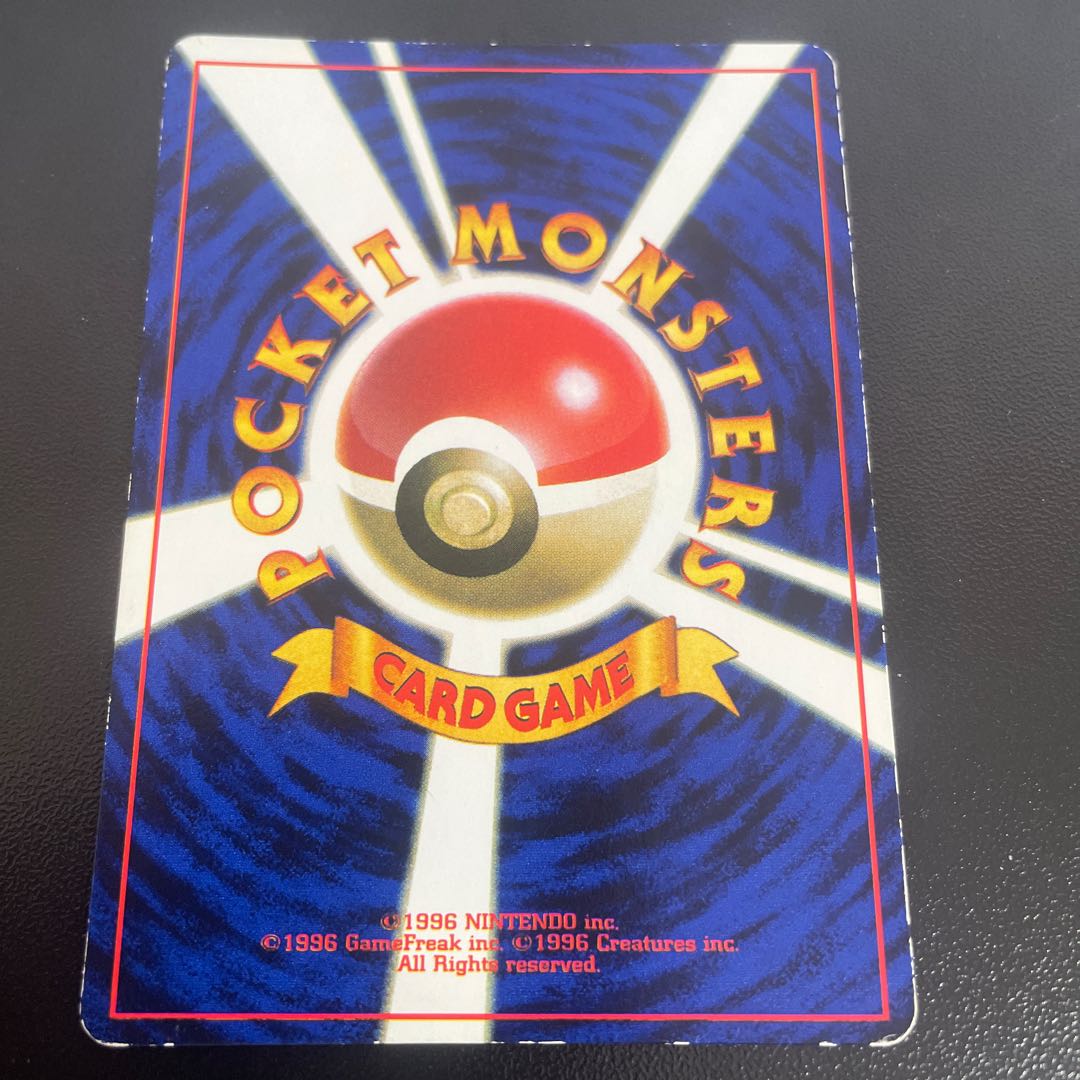 POCKET MONSTERS
CARD GAME
©1996 NINTENDO inc.
©1996 GameFreak inc. ©1996 Creatures inc.
All Rights reserved.